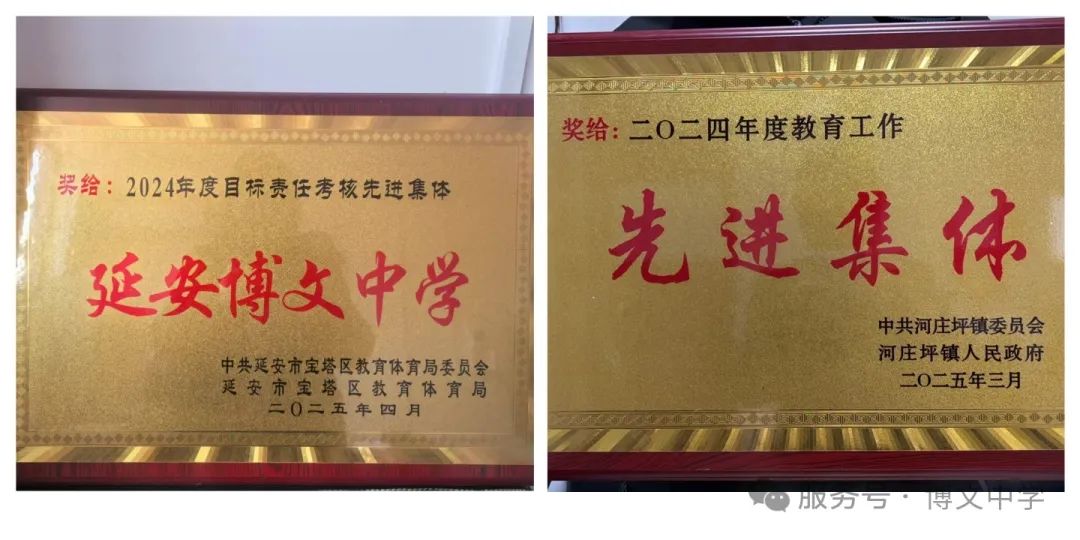 奖给：2024年度目标责任考核先进集体
延安博文中学
中共延安市宝塔区教育体育局委员会
延安市宝塔区教育体育局
二〇二五年四月
奖给：二〇二四年度教育工作
先进集体
中共河庄坪镇委员会
河庄坪镇人民政府
二〇二五年三月
服务号·博文中学